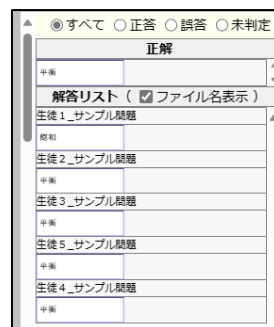 すべて 正答 誤答 未判定
正解
平衡
解答リスト ( ファイル名表示 )
生徒1_サンプル問題
飽和
生徒2_サンプル問題
平衡
生徒3_サンプル問題
平衡
生徒5_サンプル問題
平衡
生徒4_サンプル問題
平衡